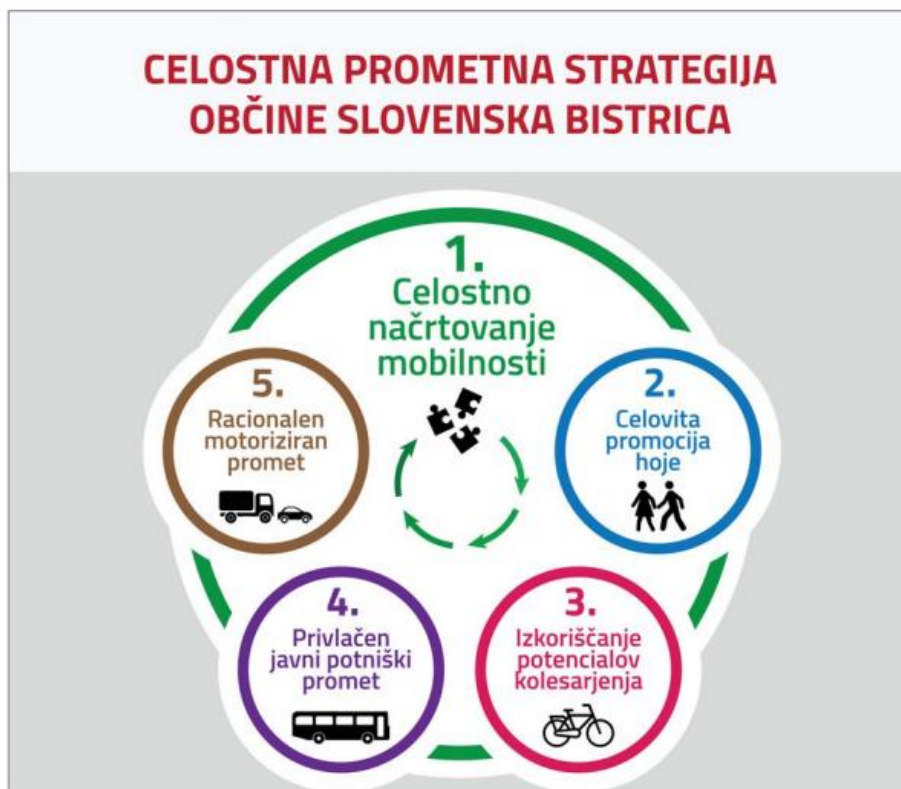 CELOSTNA PROMETNA STRATEGIJA
OBČINE SLOVENSKA BISTRICA
1.
Celostno
načrtovanje
mobilnosti
2.
Celovita
promocija
hoje
3.
Izkoriščanje
potencialov
kolesarjenja
4.
Privlačen
javni potniški
promet
5.
Racionalen
motoriziran
promet